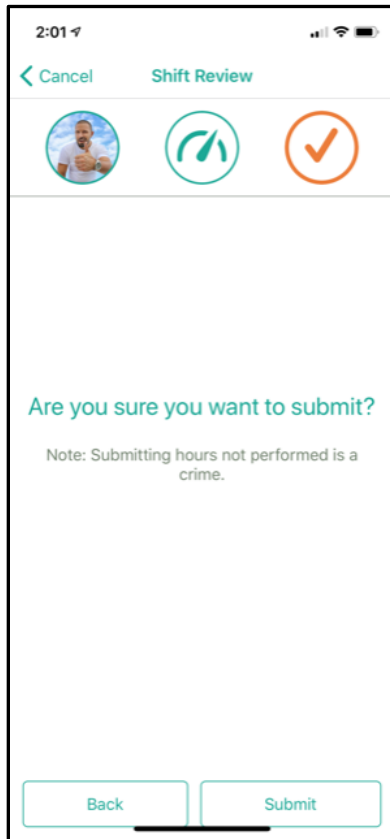 2:01
Cancel
Shift Review
Are you sure you want to submit?
Note: Submitting hours not performed is a
crime.
Back
Submit